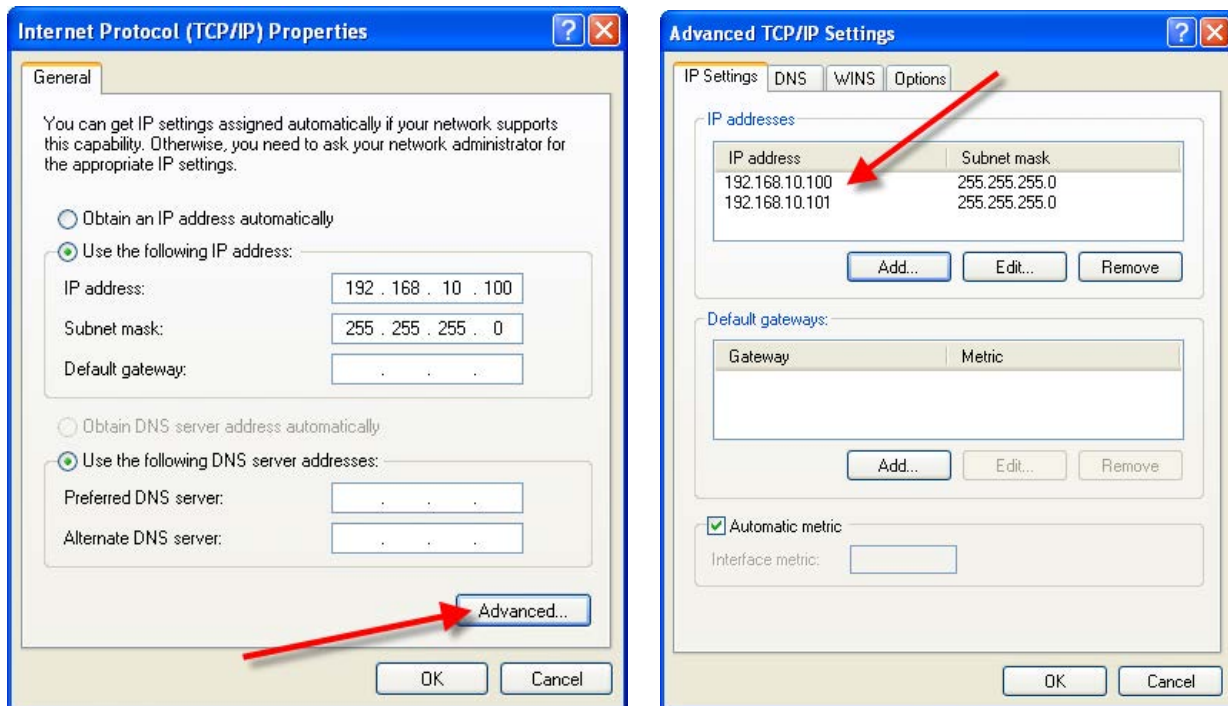 Internet Protocol (TCP/IP) Properties
General
You can get IP settings assigned automatically if your network supports
this capability. Otherwise, you need to ask your network administrator for
the appropriate IP settings.
Obtain an IP address automatically
Use the following IP address:
IP address: 192 . 168 . 10 . 100
Subnet mask: 255 . 255 . 255 . 0
Default gateway: . . .
Obtain DNS server address automatically
Use the following DNS server addresses:
Preferred DNS server: . . .
Alternate DNS server: . . .
Advanced...
OK Cancel
Advanced TCP/IP Settings
IP Settings DNS WINS Options
IP addresses
IP address Subnet mask
192.168.10.100 255.255.255.0
192.168.10.101 255.255.255.0
Add... Edit... Remove
Default gateways:
Gateway Metric
Add... Edit... Remove
Automatic metric
Interface metric:
OK Cancel